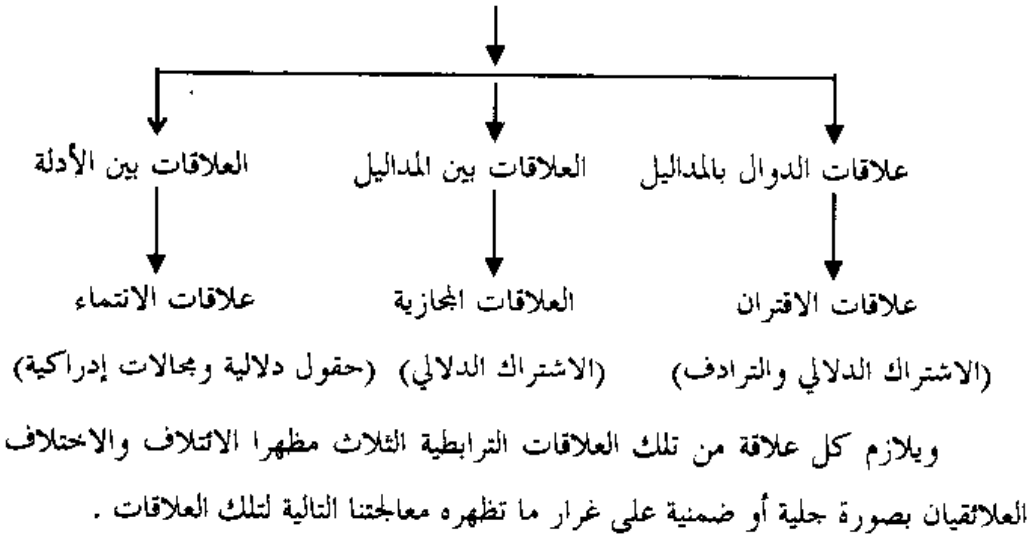 علاقات الدوال بالمداليل العلاقات بين المداليل العلاقات بين الأدلة
علاقات الاقتران العلاقات المجازية علاقات الانتماء
(الاشتراك الدلالي والترادف) (الاشتراك الدلالي) (حقول دلالية ومجالات إدراكية)
ويلازم كل علاقة من تلك العلاقات الترابطية الثلاث مظهرا الائتلاف والاختلاف
العلائقيان بصورة جلية أو ضمنية على غرار ما تظهره معالجتنا التالية لتلك العلاقات .